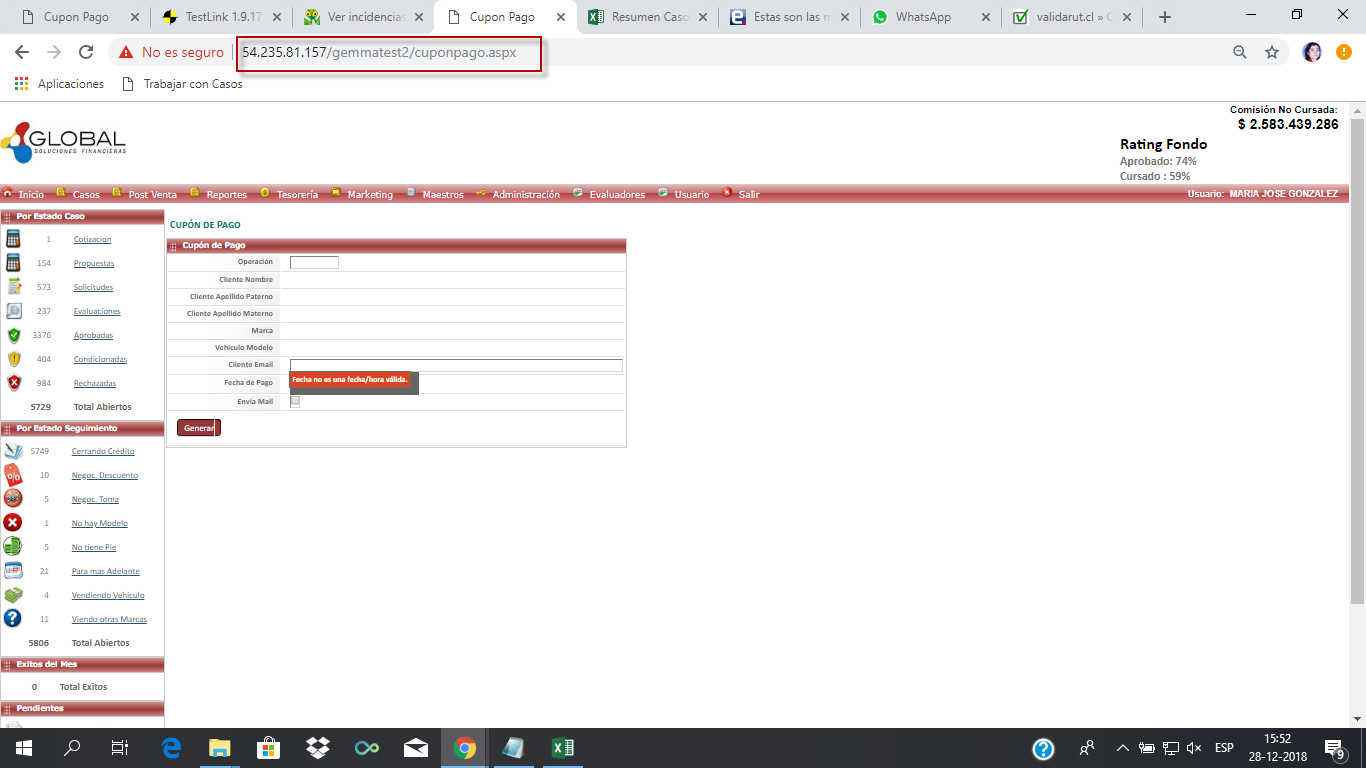 Cupon Pago
TestLink 1.9.17
Ver incidencias
Cupon Pago
Resumen Caso
Estas son las m
WhatsApp
validarut.cl » C
No es seguro
54.235.81.157/gemmatest2/cuponpago.aspx
Aplicaciones
Trabajar con Casos
GLOBAL
SOLUCIONES FINANCIERAS
Comisión No Cursada:
$ 2.583.439.286
Rating Fondo
Aprobado: 74%
Cursado : 59%
Inicio Casos Post Venta Reportes Tesorería Marketing Maestros Administración Evaluadores Usuario Salir Usuario: MARIA JOSE GONZALEZ
Por Estado Caso
1 Cotizacion
154 Propuestas
573 Solicitudes
237 Evaluaciones
3376 Aprobadas
404 Condicionadas
984 Rechazadas
5729 Total Abiertos
Por Estado Seguimiento
5749 Cerrando Crédito
10 Negoc. Descuento
5 Negoc. Toma
1 No hay Modelo
5 No tiene Pie
21 Para mas Adelante
4 Vendiendo Vehículo
11 Viendo otras Marcas
5806 Total Abiertos
Exitos del Mes
0 Total Exitos
Pendientes
CUPÓN DE PAGO
Cupón de Pago
Operación
Cliente Nombre
Cliente Apellido Paterno
Cliente Apellido Materno
Marca
Vehiculo Modelo
Cliente Email
Fecha de Pago
Fecha no es una fecha/hora válida.
Envía Mail
Generar
ESP
15:52
28-12-2018
9